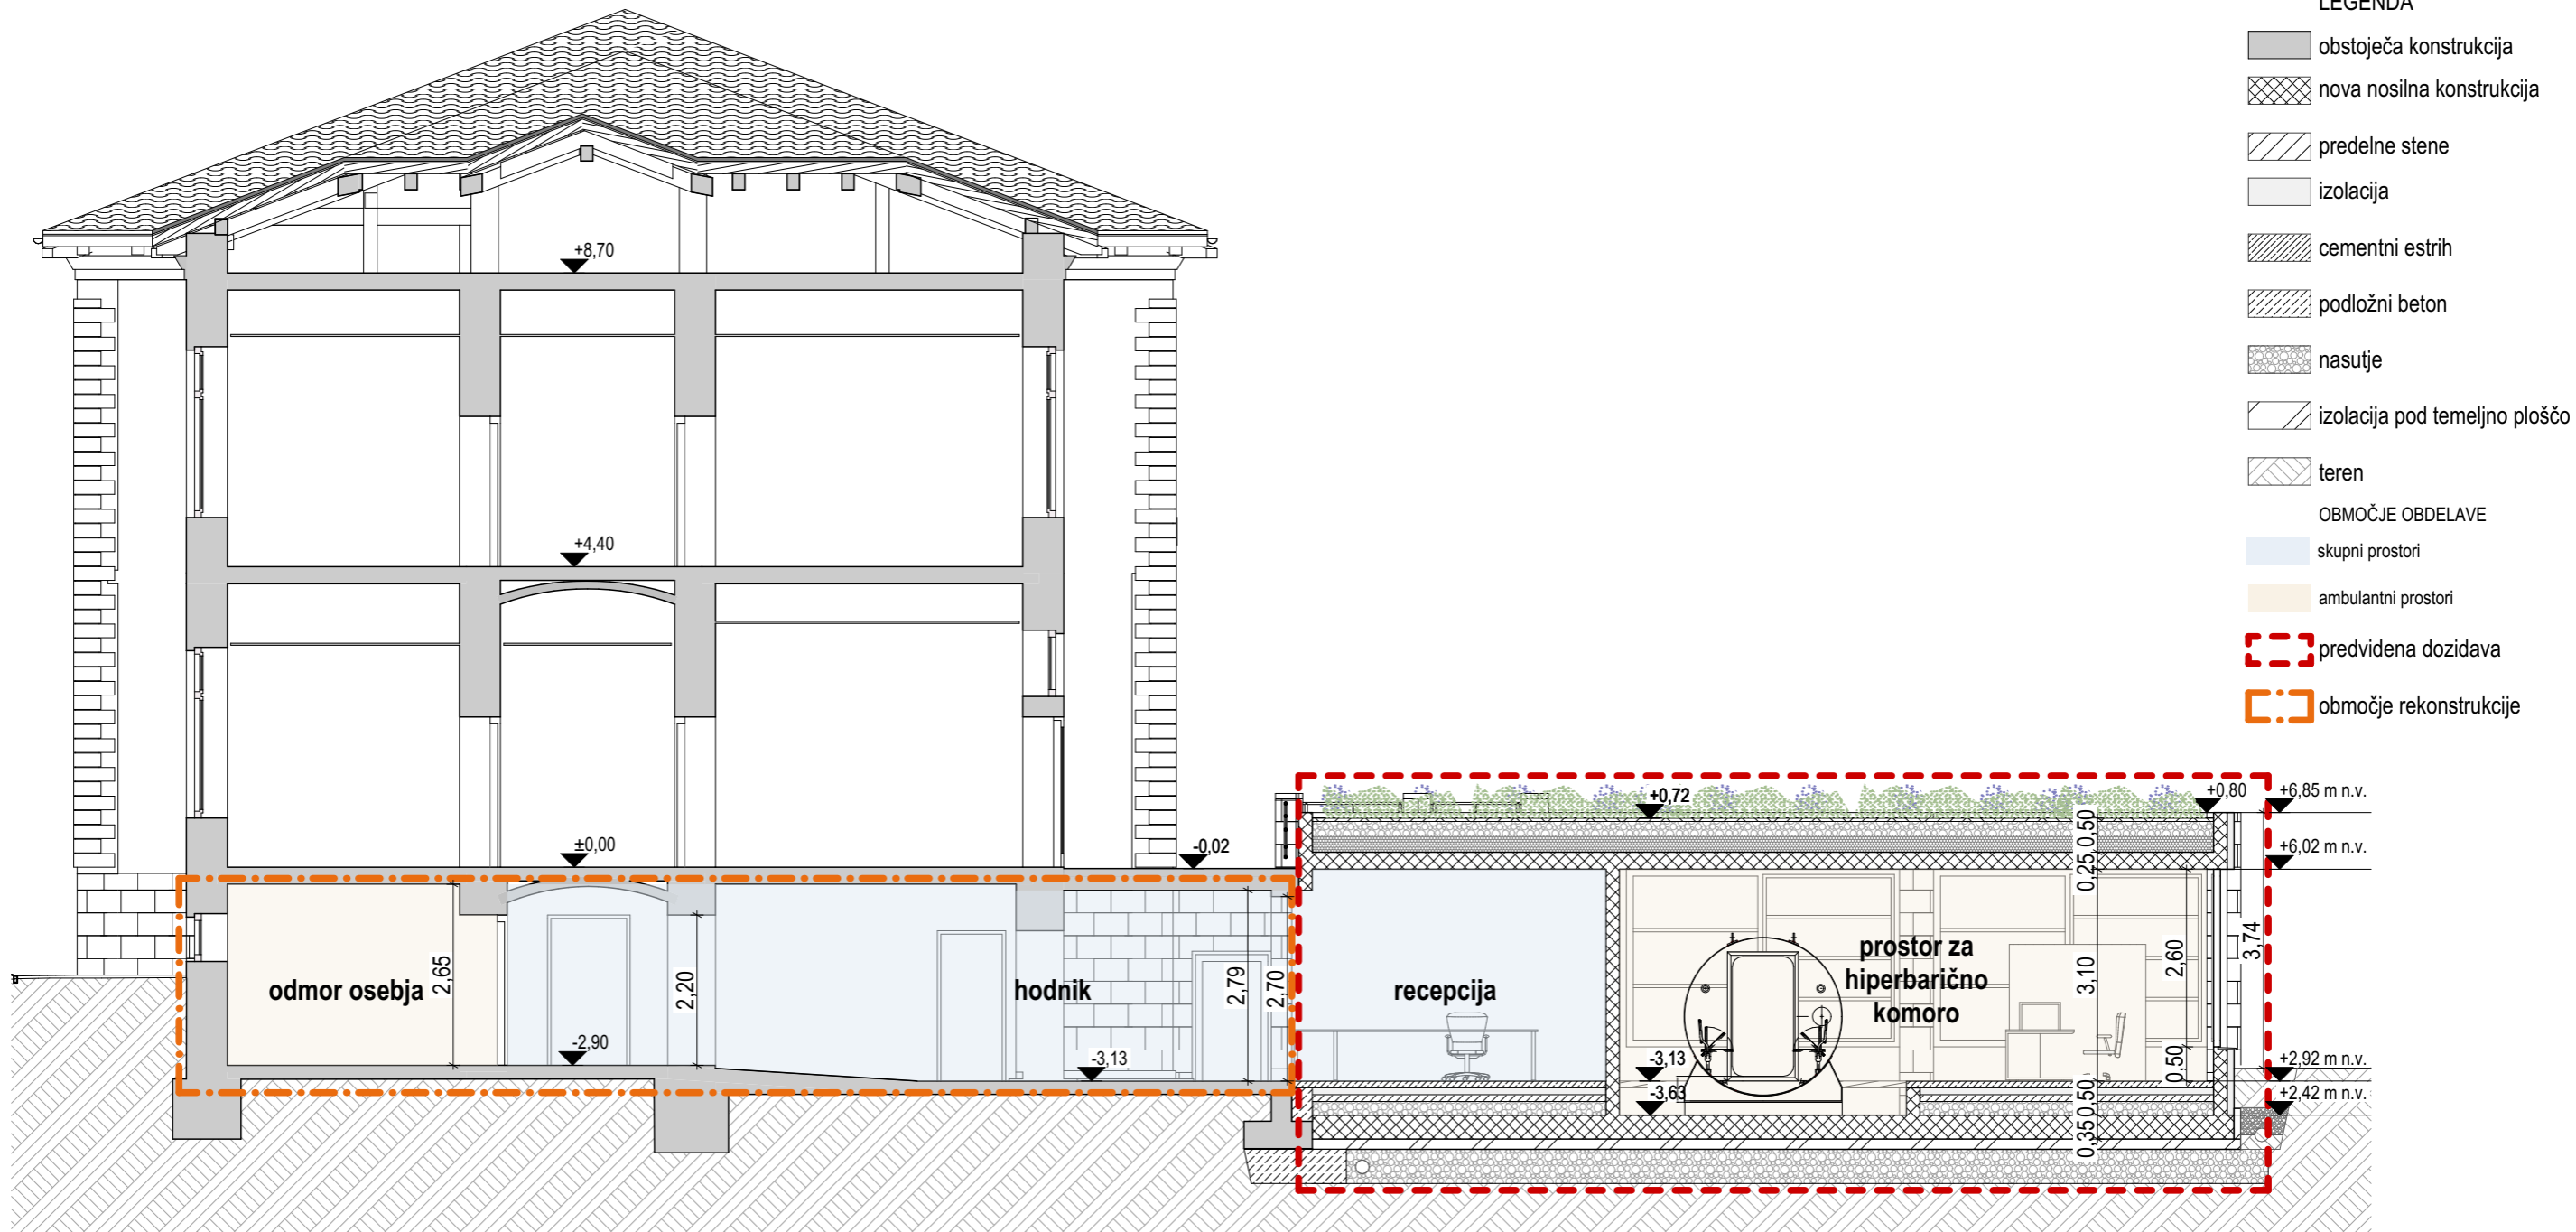 LEGENDA
obstoječa konstrukcija
nova nosilna konstrukcija
predelne stene
izolacija
cementni estrih
podložni beton
nasutje
izolacija pod temeljno ploščo
teren
OBMOČJE OBDELAVE
skupni prostori
ambulantni prostori
predvidena dozidava
območje rekonstrukcije
+8,70
+4,40
±0,00
-0,02
+0,72
+0,80
+6,85 m n.v.
+6,02 m n.v.
0,50
0,25
odmor osebja
2,65
2,20
-2,90
hodnik
-3,13
2,79
2,70
recepcija
prostor za
hiperbarično
komoro
3,10
2,60
3,74
-3,13
-3,63
0,50
0,50
0,35
+2,92 m n.v.
+2,42 m n.v.